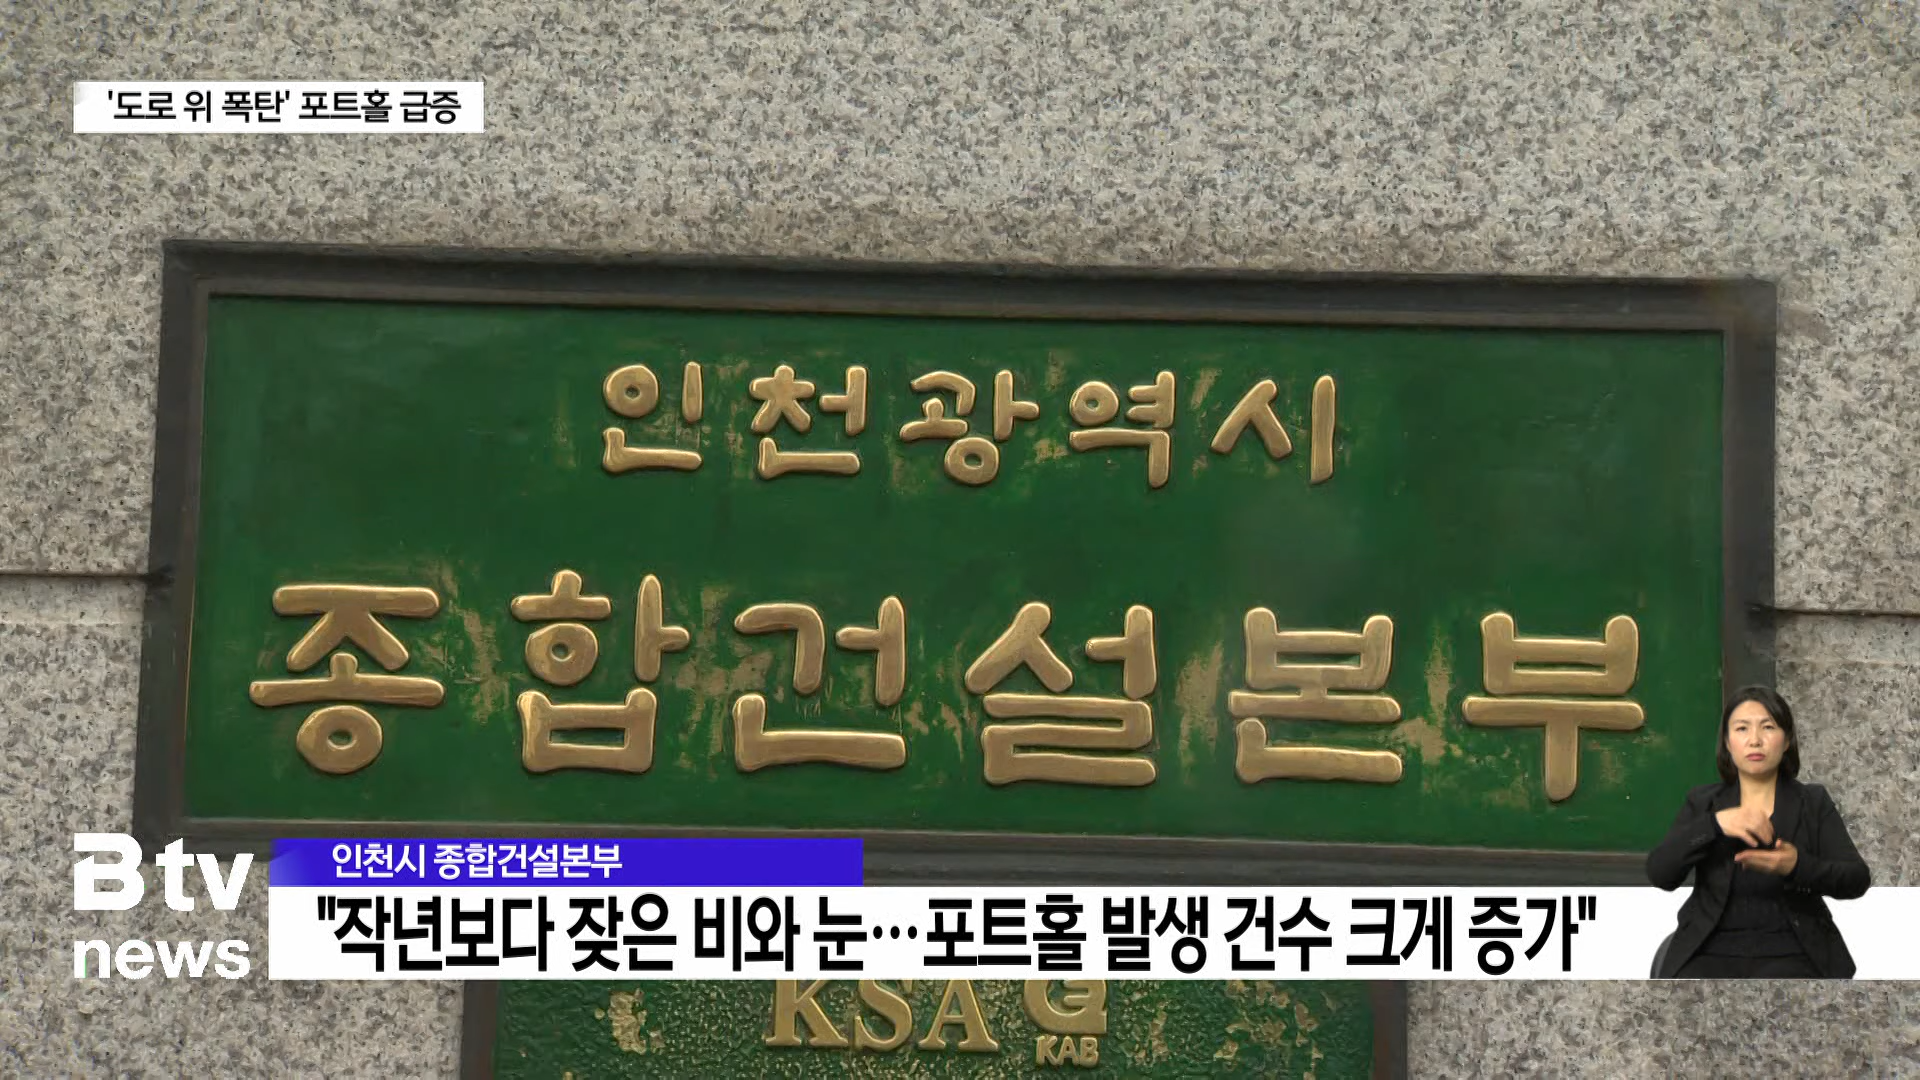 '도로 위 폭탄' 포트홀 급증
인천광역시
종합건설본부
B tv
news
인천시 종합건설본부
"작년보다 잦은 비와 눈…포트홀 발생 건수 크게 증가"
KSA
KAB